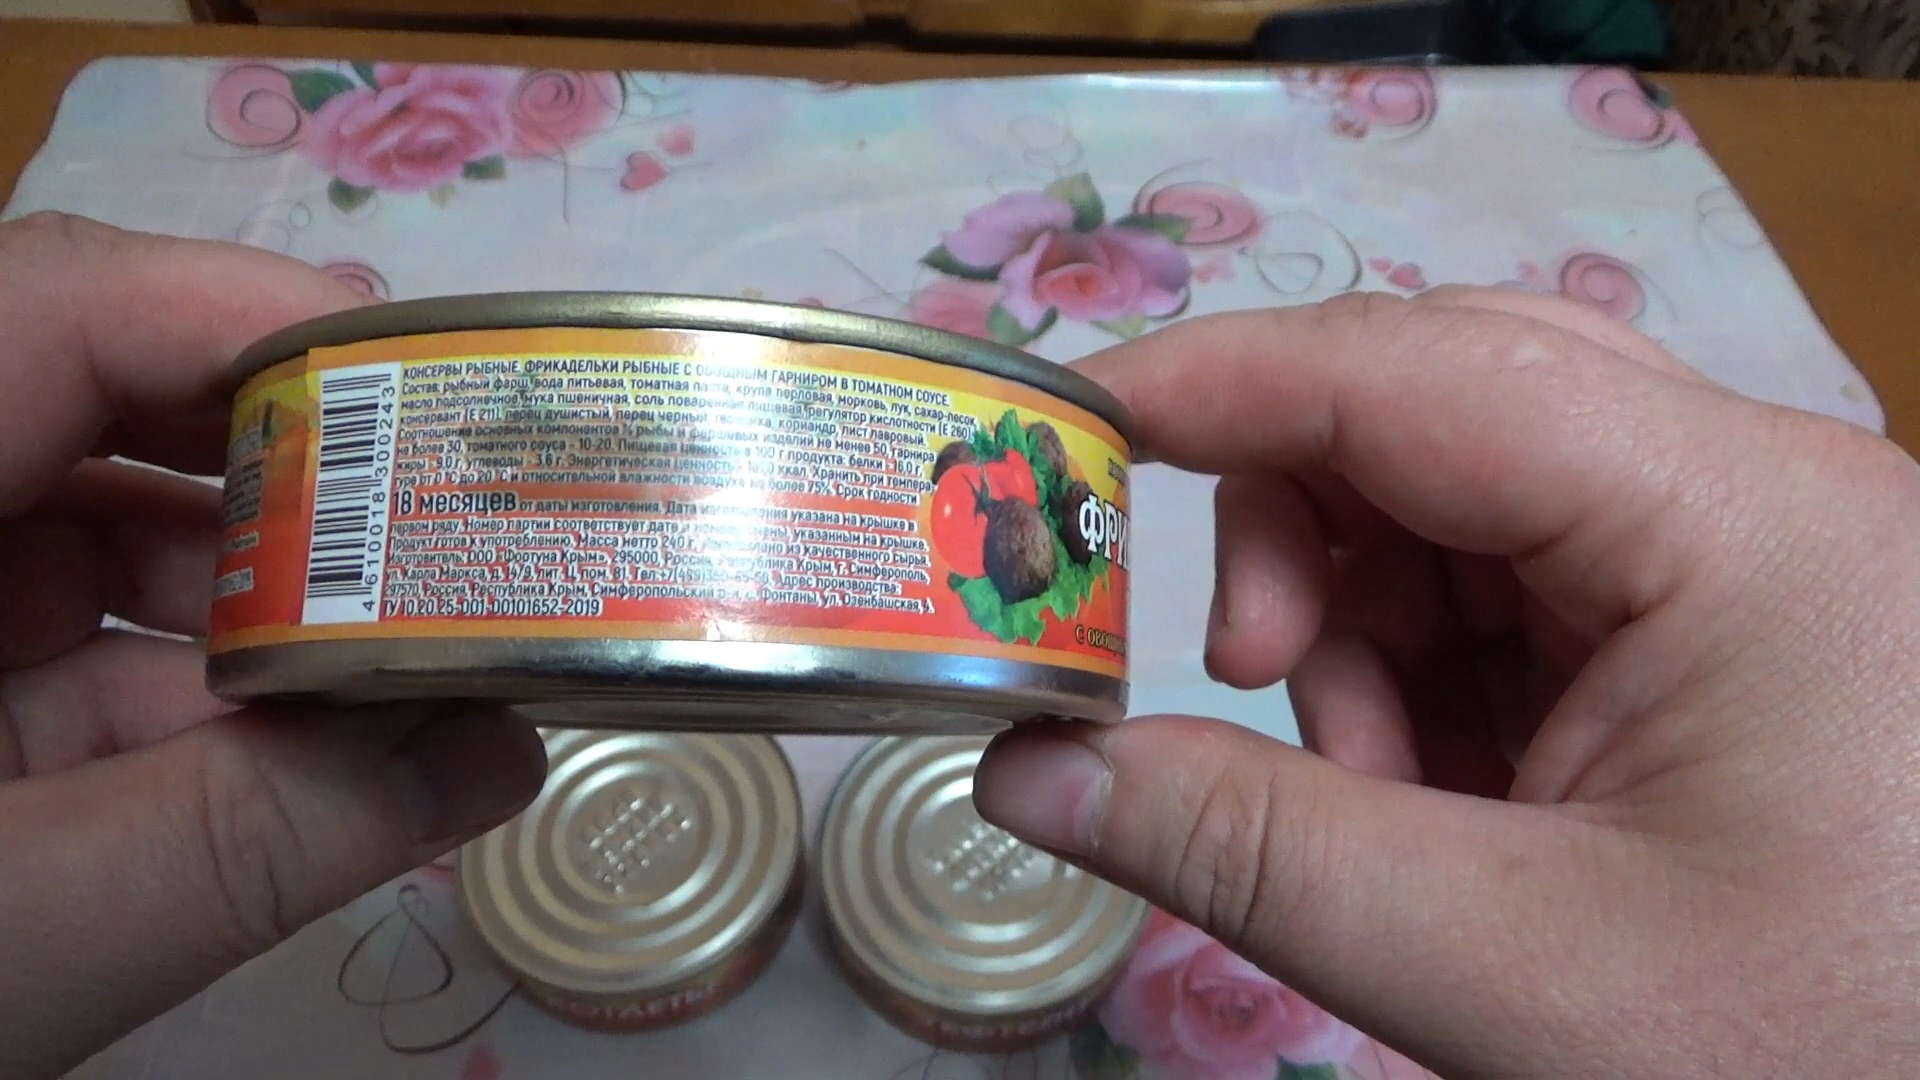 КОНСЕРВЫ РЫБНЫЕ. ФРИКАДЕЛЬКИ РЫБНЫЕ С ОВОЩНЫМ ГАРНИРОМ В ТОМАТНОМ СОУСЕ.
Состав: рыбный фарш, вода питьевая, томатная паста, крупа перловая, морковь, лук, сахар-песок,
масло подсолнечное, мука пшеничная, соль поваренная пищевая, регулятор кислотности (Е 260),
консервант (Е 211), перец душистый, перец черный, гвоздика, кориандр, лист лавровый.
Соотношение основных компонентов % рыбы и фаршевых изделий не менее 50, гарнира
не более 30, томатного соуса - 10-20. Пищевая ценность в 100 г продукта: белки - 16,0 г,
жиры - 9,0 г, углеводы - 3,6 г. Энергетическая ценность - ккал. Хранить при темпера-
туре от 0 °С до 20 °С и относительной влажности воздуха не более 75%. Срок годности
18 месяцев от даты изготовления. Дата изготовления указана на крышке в
первом ряду. Номер партии соответствует дате и смены, указанным на крышке.
Продукт готов к употреблению. Масса нетто 240 г. из качественного сырья.
Изготовитель: ООО «Фортуна Крым», 295000, Россия, Республика Крым, г. Симферополь,
ул. Карла Маркса, д. 14/9, лит. Ц, пом. 81. Адрес производства:
297570, Россия, Республика Крым, Симферопольский р-н, с. Фонтаны, ул. Озенбашская, 4.
ТУ 10.20.25-001-00101652-2019
4 610018 300243
ФРИ
С ОВОЩ
КОТЛЕТЫ
ТЕФТЕЛИ